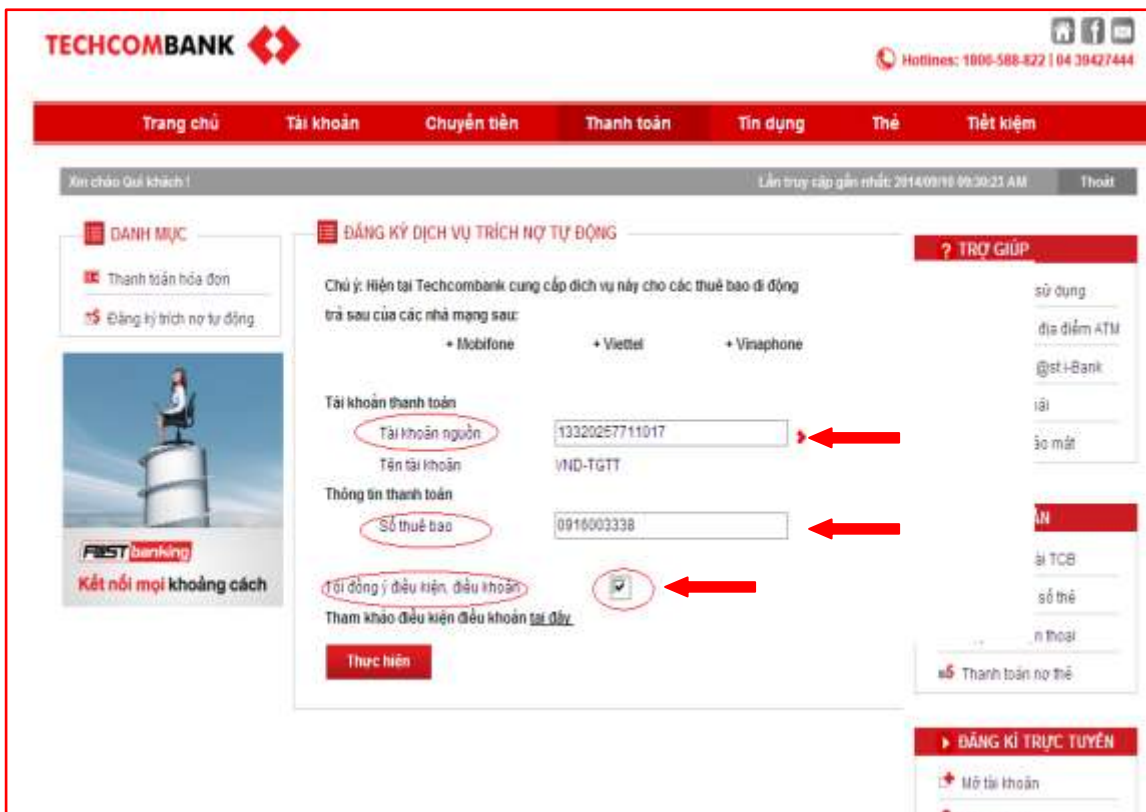 TECHCOMBANK
Hotlines: 1800-588-822 | 04 39427444
Trang chủ Tài khoản Chuyển tiền Thanh toán Tín dụng Thẻ Tiết kiệm
Xin chào Quí khách ! Lần truy cập gần nhất: 2014/09/10 09:30:23 AM Thoát
DANH MỤC
Thanh toán hóa đơn
Đăng ký trích nợ tự động
FAST banking
Kết nối mọi khoảng cách
ĐĂNG KÝ DỊCH VỤ TRÍCH NỢ TỰ ĐỘNG
Chú ý: Hiện tại Techcombank cung cấp dich vụ này cho các thuê bao di động
trả sau của các nhà mạng sau:
+ Mobifone + Viettel + Vinaphone
Tài khoản thanh toán
Tài khoản nguồn 13320257711017
Tên tài khoản VND-TGTT
Thông tin thanh toán
Số thuê bao 0916003338
Tôi đồng ý điều kiện, điều khoản
Tham khảo điều kiện điều khoản tại đây
Thực hiện
? TRỢ GIÚP
sử dụng
địa điểm ATM
@st i-Bank
mật
TCB
số thẻ
thoại
Thanh toán nợ thẻ
ĐĂNG KÍ TRỰC TUYẾN
Mở tài khoản